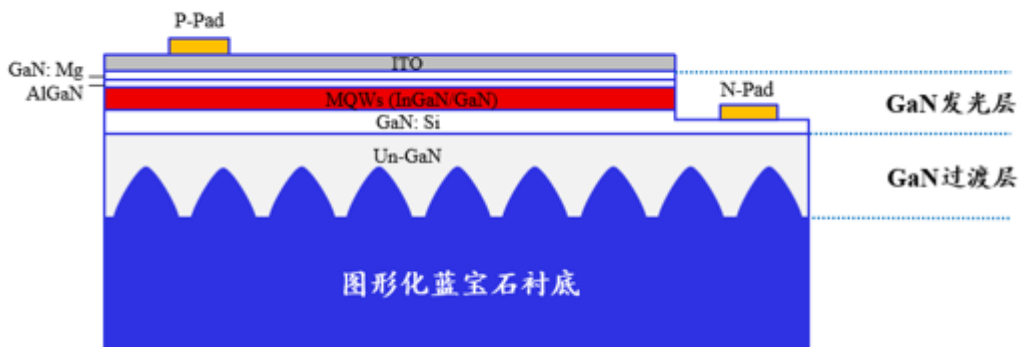 P-Pad
ITO
GaN: Mg
AlGaN
MQWs (InGaN/GaN)
N-Pad
GaN: Si
GaN发光层
Un-GaN
GaN过渡层
图形化蓝宝石衬底